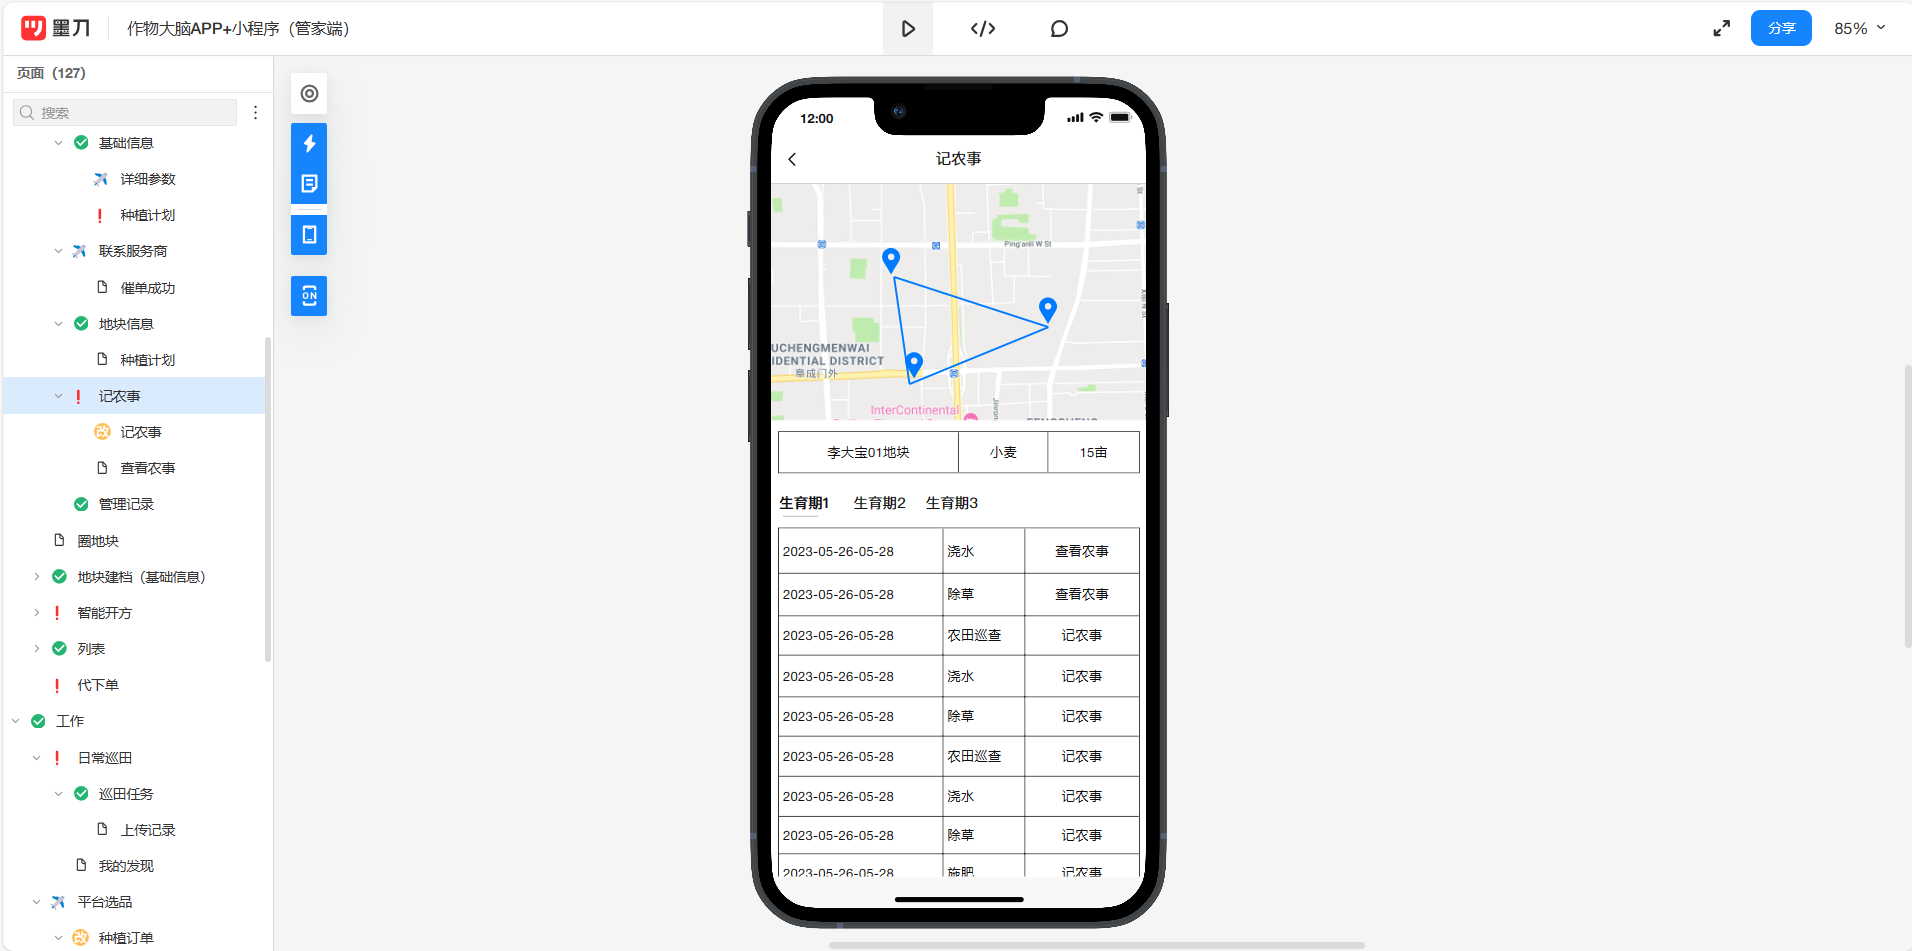 墨刀
作物大脑APP+小程序（管家端）
分享
85%
页面（127）
搜索
基础信息
详细参数
种植计划
联系服务商
催单成功
地块信息
种植计划
记农事
改 记农事
查看农事
管理记录
圈地块
地块建档（基础信息）
智能开方
列表
代下单
工作
日常巡田
巡田任务
上传记录
我的发现
平台选品
改 种植订单
ON
12:00
记农事
St
Ping'anli W St
UCHENGMENWAI
IDENTIAL DISTRICT
阜成门外
InterContinental
李大宝01地块 小麦 15亩
生育期1 生育期2 生育期3
2023-05-26-05-28 浇水 查看农事
2023-05-26-05-28 除草 查看农事
2023-05-26-05-28 农田巡查 记农事
2023-05-26-05-28 浇水 记农事
2023-05-26-05-28 除草 记农事
2023-05-26-05-28 农田巡查 记农事
2023-05-26-05-28 浇水 记农事
2023-05-26-05-28 除草 记农事
2023-05-26-05-28 施肥 记农事